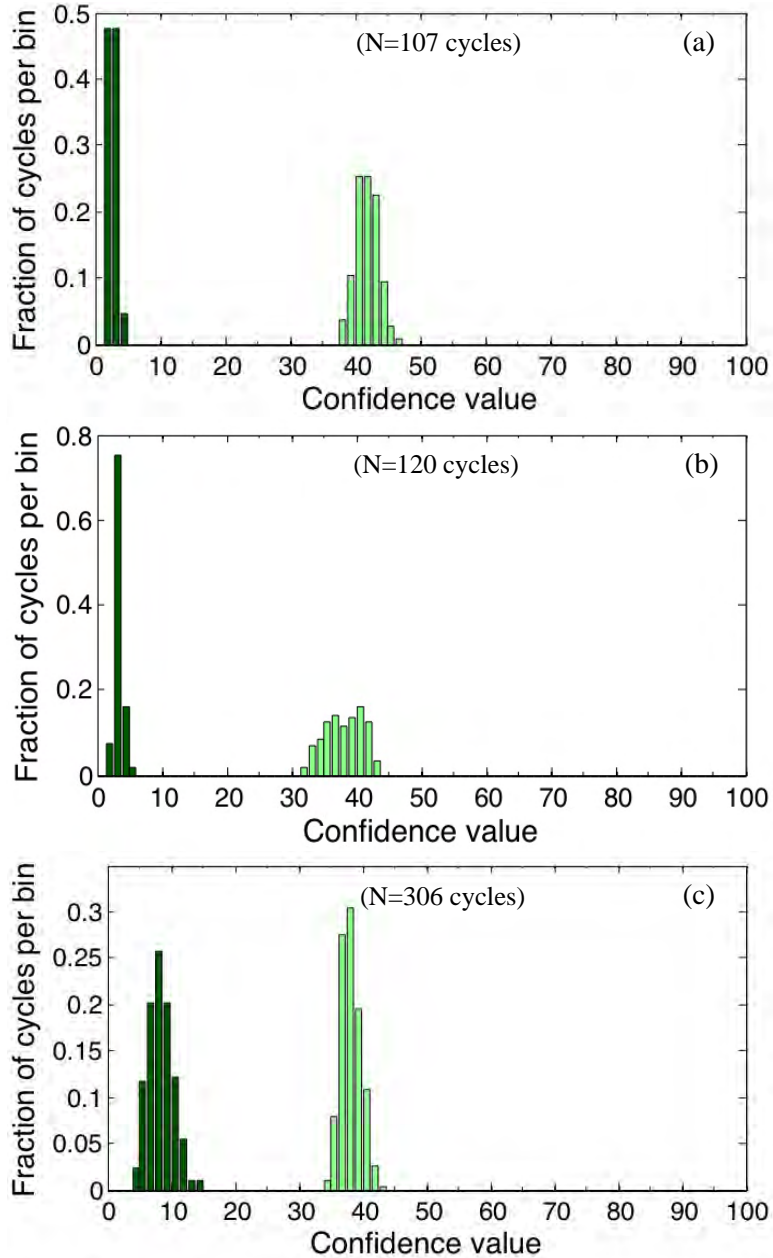 0.5
(N=107 cycles)
(a)
0.4
0.3
0.2
0.1
0
Fraction of cycles per bin
0 10 20 30 40 50 60 70 80 90 100
Confidence value
0.8
(N=120 cycles)
(b)
0.6
0.4
0.2
0
Fraction of cycles per bin
0 10 20 30 40 50 60 70 80 90 100
Confidence value
(N=306 cycles)
(c)
0.3
0.25
0.2
0.15
0.1
0.05
0
Fraction of cycles per bin
0 10 20 30 40 50 60 70 80 90 100
Confidence value